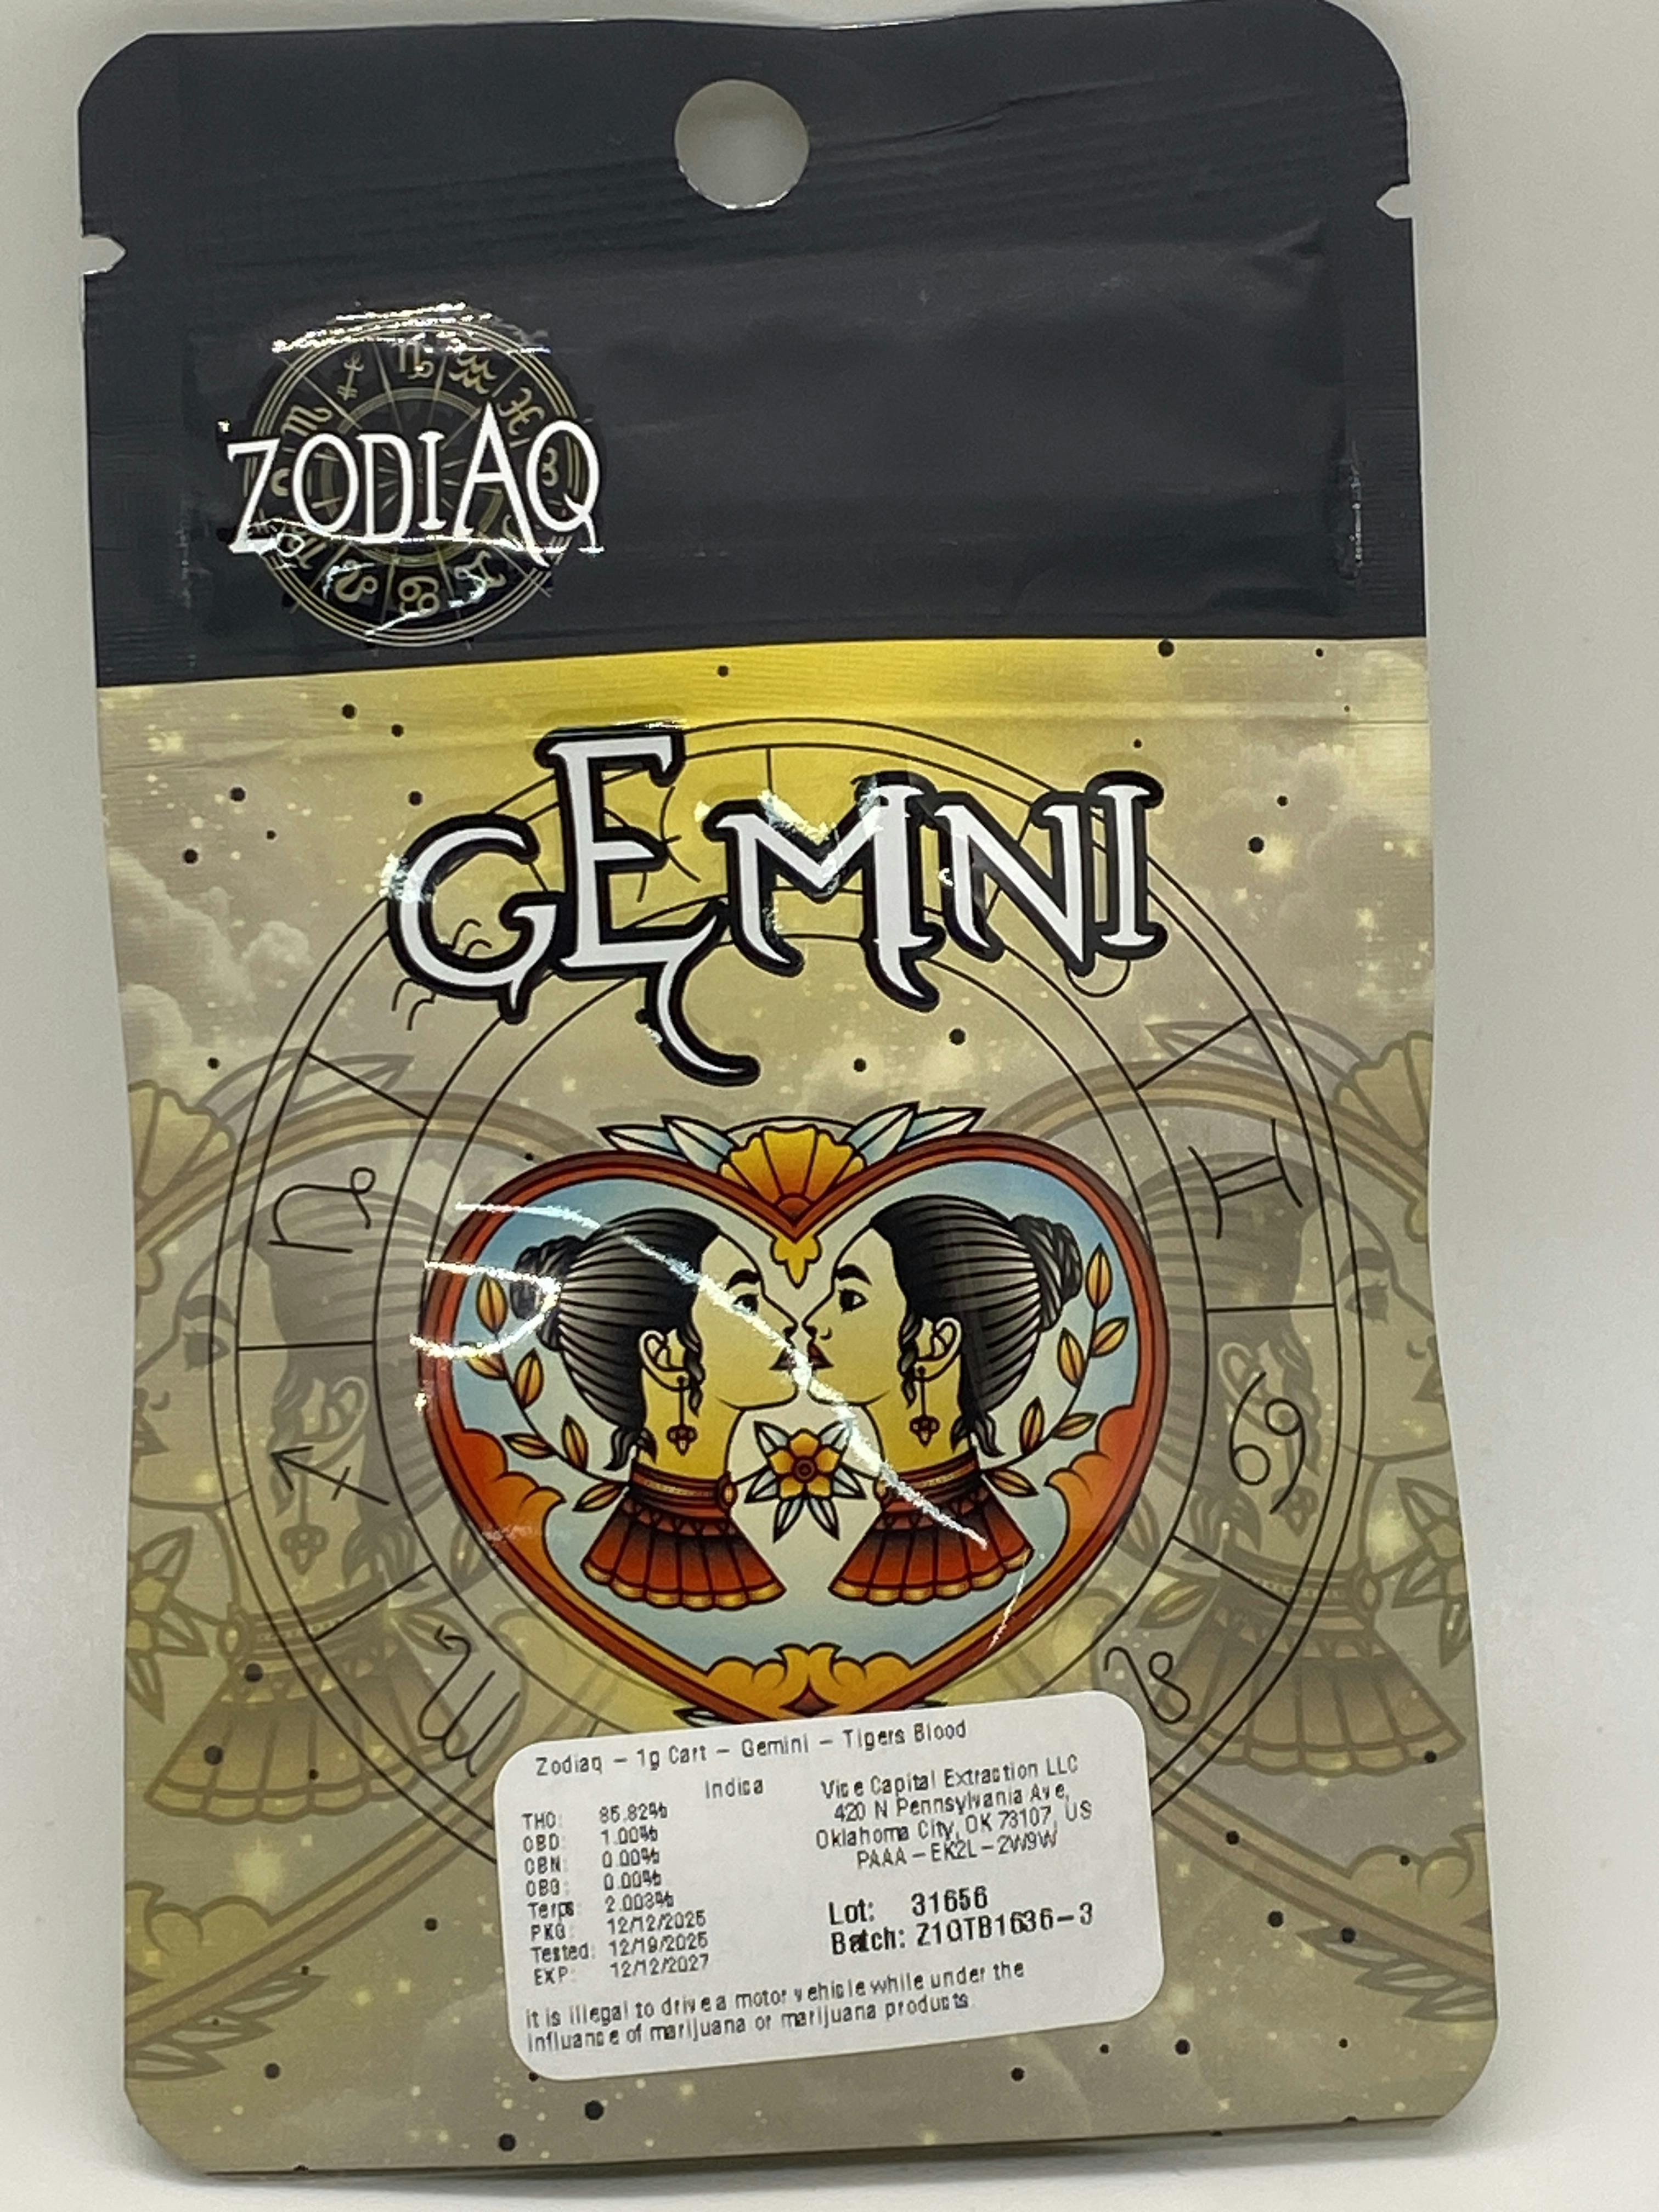 ZODIAQ
GEMNI
Zodiaq – 1g Cart – Gemini – Tigers Blood
Indica
THC: 85.82%
CBD: 1.00%
CBN: 0.00%
CBG: 0.00%
Terps: 2.003%
PKG: 12/12/2025
Tested: 12/19/2025
EXP: 12/12/2027
Vice Capital Extraction LLC
420 N Pennsylvania Ave,
Oklahoma City, OK 73107, US
PAAA – EK2L – 2W9W
Lot: 31656
Batch: Z1GTB1636–3
it is illegal to drive a motor vehicle while under the
influance of marijuana or marijuana products